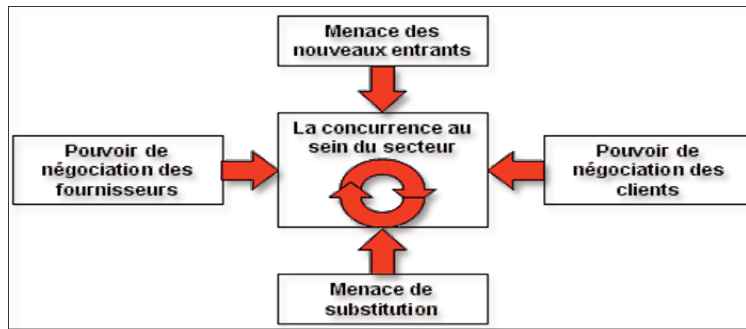 Menace des
nouveaux entrants
La concurrence au
sein du secteur
Pouvoir de
négociation des
fournisseurs
Pouvoir de
négociation des
clients
Menace de
substitution